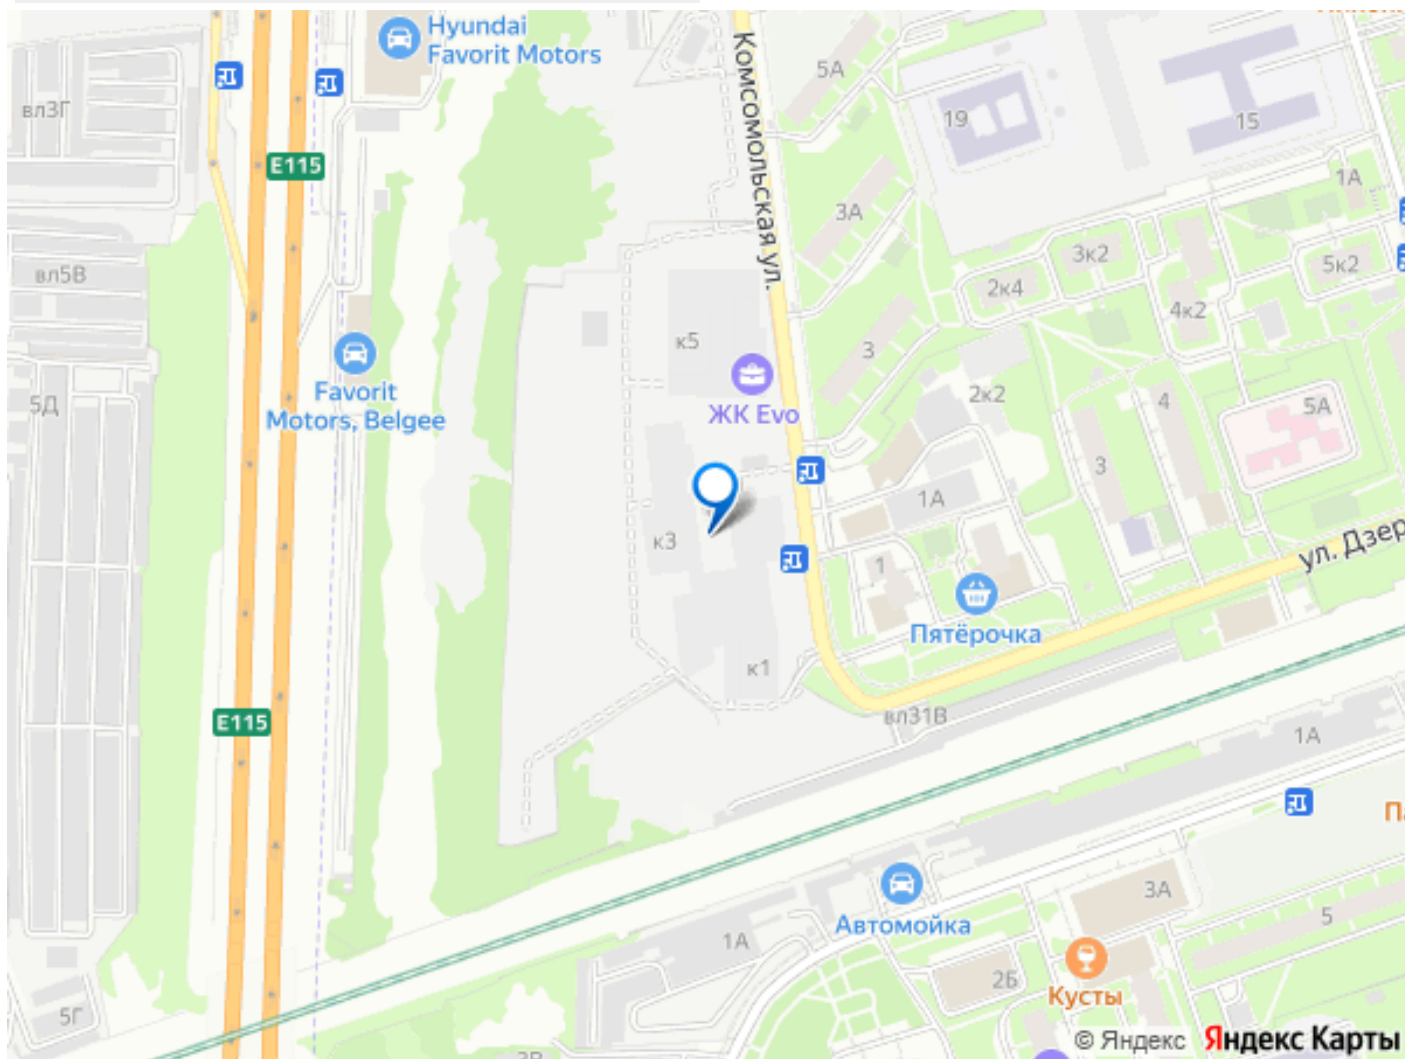 Hyundai
Favorit Motors
Комсомольская ул.
5А
19
15
вл3Г
E115
1А
3А
3к2
5к2
2к4
4к2
вл5В
к5
3
Favorit
Motors, Belgee
ЖК Evo
2к2
4
5А
5Д
3
1А
к3
1
ул. Дзер
Пятёрочка
к1
E115
вл31В
1А
Па
3А
Автомойка
5
1А
2Б
Кусты
5Г
3В
© Яндекс Яндекс Карты